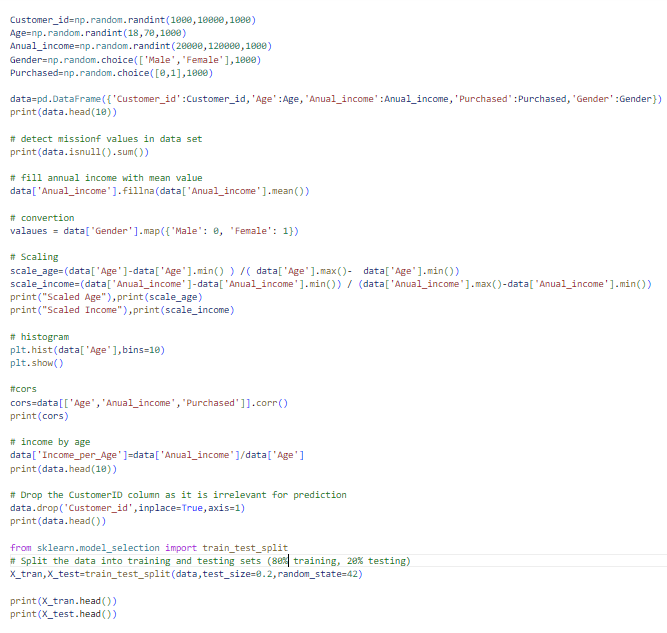 Customer_id=np.random.randint(1000,10000,1000)
Age=np.random.randint(18,70,1000)
Anual_income=np.random.randint(20000,120000,1000)
Gender=np.random.choice(['Male','Female'],1000)
Purchased=np.random.choice([0,1],1000)
data=pd.DataFrame({'Customer_id':Customer_id,'Age':Age,'Anual_income':Anual_income,'Purchased':Purchased,'Gender':Gender})
print(data.head(10))
# detect missionf values in data set
print(data.isnull().sum())
# fill annual income with mean value
data['Anual_income'].fillna(data['Anual_income'].mean())
# convertion
valaues = data['Gender'].map({'Male': 0, 'Female': 1})
# Scaling
scale_age=(data['Age']-data['Age'].min() ) /( data['Age'].max()-  data['Age'].min())
scale_income=(data['Anual_income']-data['Anual_income'].min()) / (data['Anual_income'].max()-data['Anual_income'].min())
print("Scaled Age"),print(scale_age)
print("Scaled Income"),print(scale_income)
# histogram
plt.hist(data['Age'],bins=10)
plt.show()
#cors
cors=data[['Age','Anual_income','Purchased']].corr()
print(cors)
# income by age
data['Income_per_Age']=data['Anual_income']/data['Age']
print(data.head(10))
# Drop the CustomerID column as it is irrelevant for prediction
data.drop('Customer_id',inplace=True,axis=1)
print(data.head())
from sklearn.model_selection import train_test_split
# Split the data into training and testing sets (80% training, 20% testing)
X_tran,X_test=train_test_split(data,test_size=0.2,random_state=42)
print(X_tran.head())
print(X_test.head())